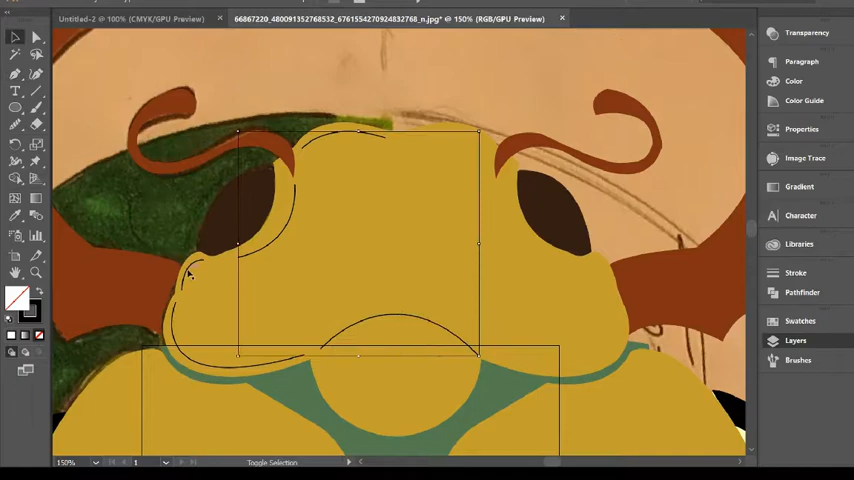 Untitled-2 @ 100% (CMYK/GPU Preview) ×
66867220_480091352768532_6761554270924832768_n.jpg* @ 150% (RGB/GPU Preview) ×
Transparency
Paragraph
Color
Color Guide
Properties
Image Trace
Gradient
Character
Libraries
Stroke
Pathfinder
Swatches
Layers
Brushes
150% 1 Toggle Selection